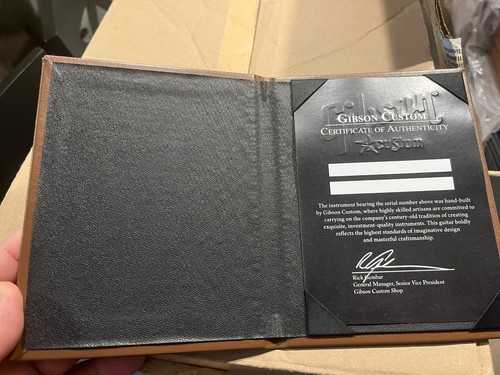 Gibson
GIBSON CUSTOM
CERTIFICATE OF AUTHENTICITY
Custom
The instrument bearing the serial number above was hand-built
by Gibson Custom, where highly skilled artisans are committed to
carrying on the company's century-old tradition of creating
exquisite, investment-quality instruments. This guitar boldly
reflects the highest standards of imaginative design
and masterful craftsmanship.
Rick Gembar
General Manager, Senior Vice President
Gibson Custom Shop